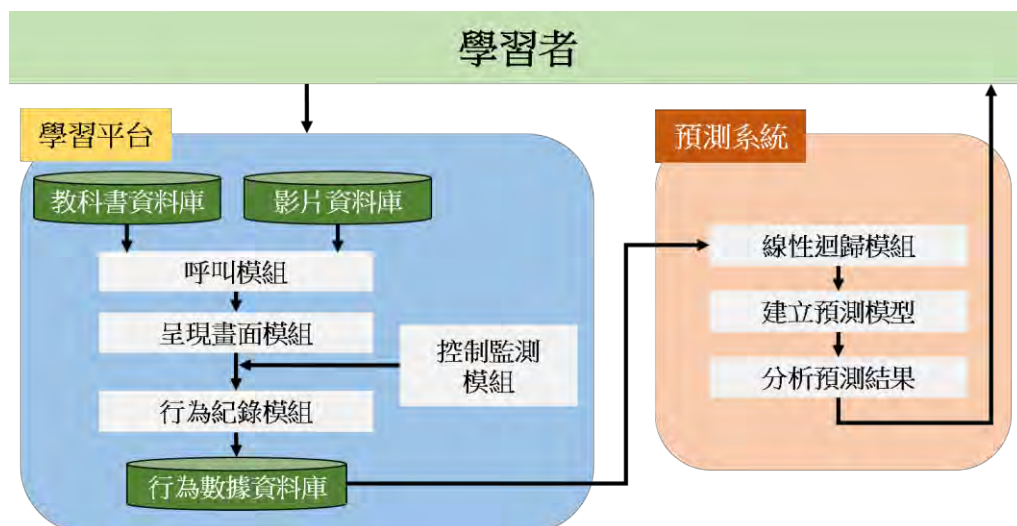 學習者
學習平台
教科書資料庫
影片資料庫
呼叫模組
呈現畫面模組
控制監測
模組
行為紀錄模組
行為數據資料庫
預測系統
線性迴歸模組
建立預測模型
分析預測結果